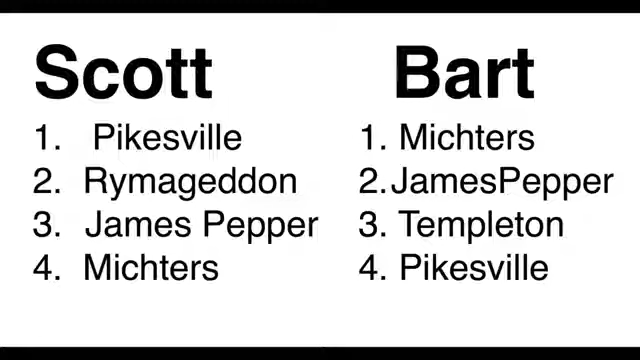 Scott
1. Pikesville
2. Rymageddon
3. James Pepper
4. Michters
Bart
1. Michters
2. JamesPepper
3. Templeton
4. Pikesville